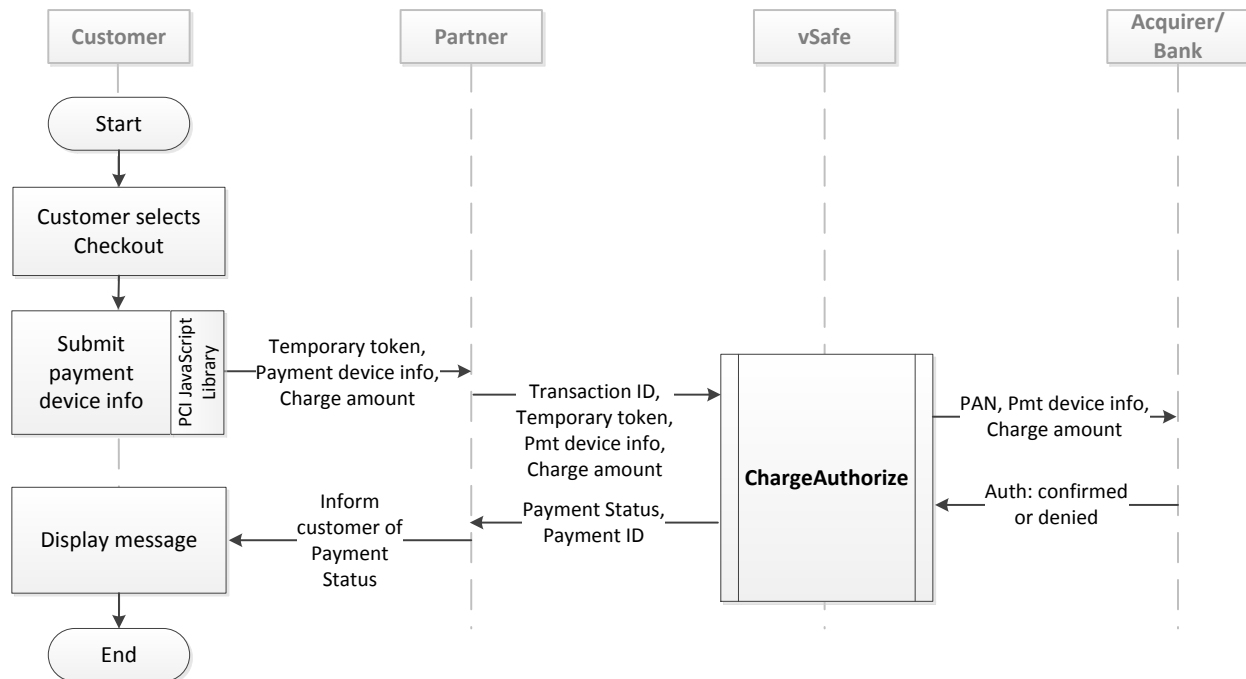 Customer
Partner
vSafe
Acquirer/
Bank
Start
Customer selects
Checkout
Submit
payment
device info
PCI JavaScript
Library
Temporary token,
Payment device info,
Charge amount
Transaction ID,
Temporary token,
Pmt device info,
Charge amount
ChargeAuthorize
PAN, Pmt device info,
Charge amount
Auth: confirmed
or denied
Payment Status,
Payment ID
Inform
customer of
Payment
Status
Display message
End